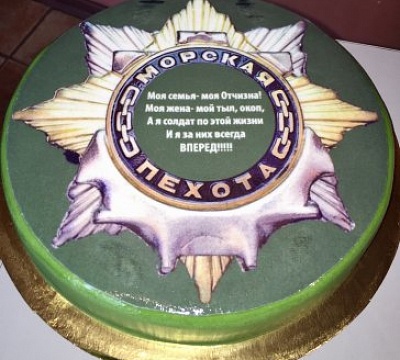 МОРСКАЯ
Моя семья- моя Отчизна!
Моя жена- мой тыл, окоп,
А я солдат по этой жизни
И я за них всегда
ВПЕРЕД!!!!!
ПЕХОТА